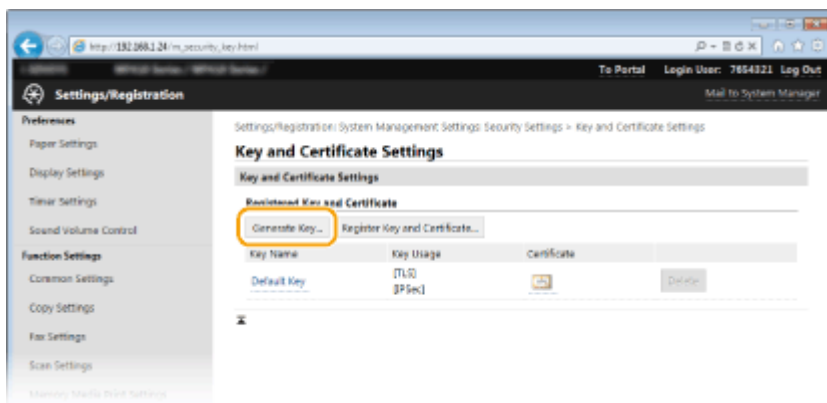 http://192.168.1.24/m_security_key.html
To Portal Login User: 7654321 Log Out
Settings/Registration
Mail to System Manager
Preferences
Paper Settings
Display Settings
Timer Settings
Sound Volume Control
Function Settings
Common Settings
Copy Settings
Fax Settings
Scan Settings
Memory Media Print Settings
Settings/Registration: System Management Settings: Security Settings > Key and Certificate Settings
Key and Certificate Settings
Key and Certificate Settings
Registered Key and Certificate
Generate Key... Register Key and Certificate...
Key Name Key Usage Certificate
Default Key [TLS] Delete
[IPSec]